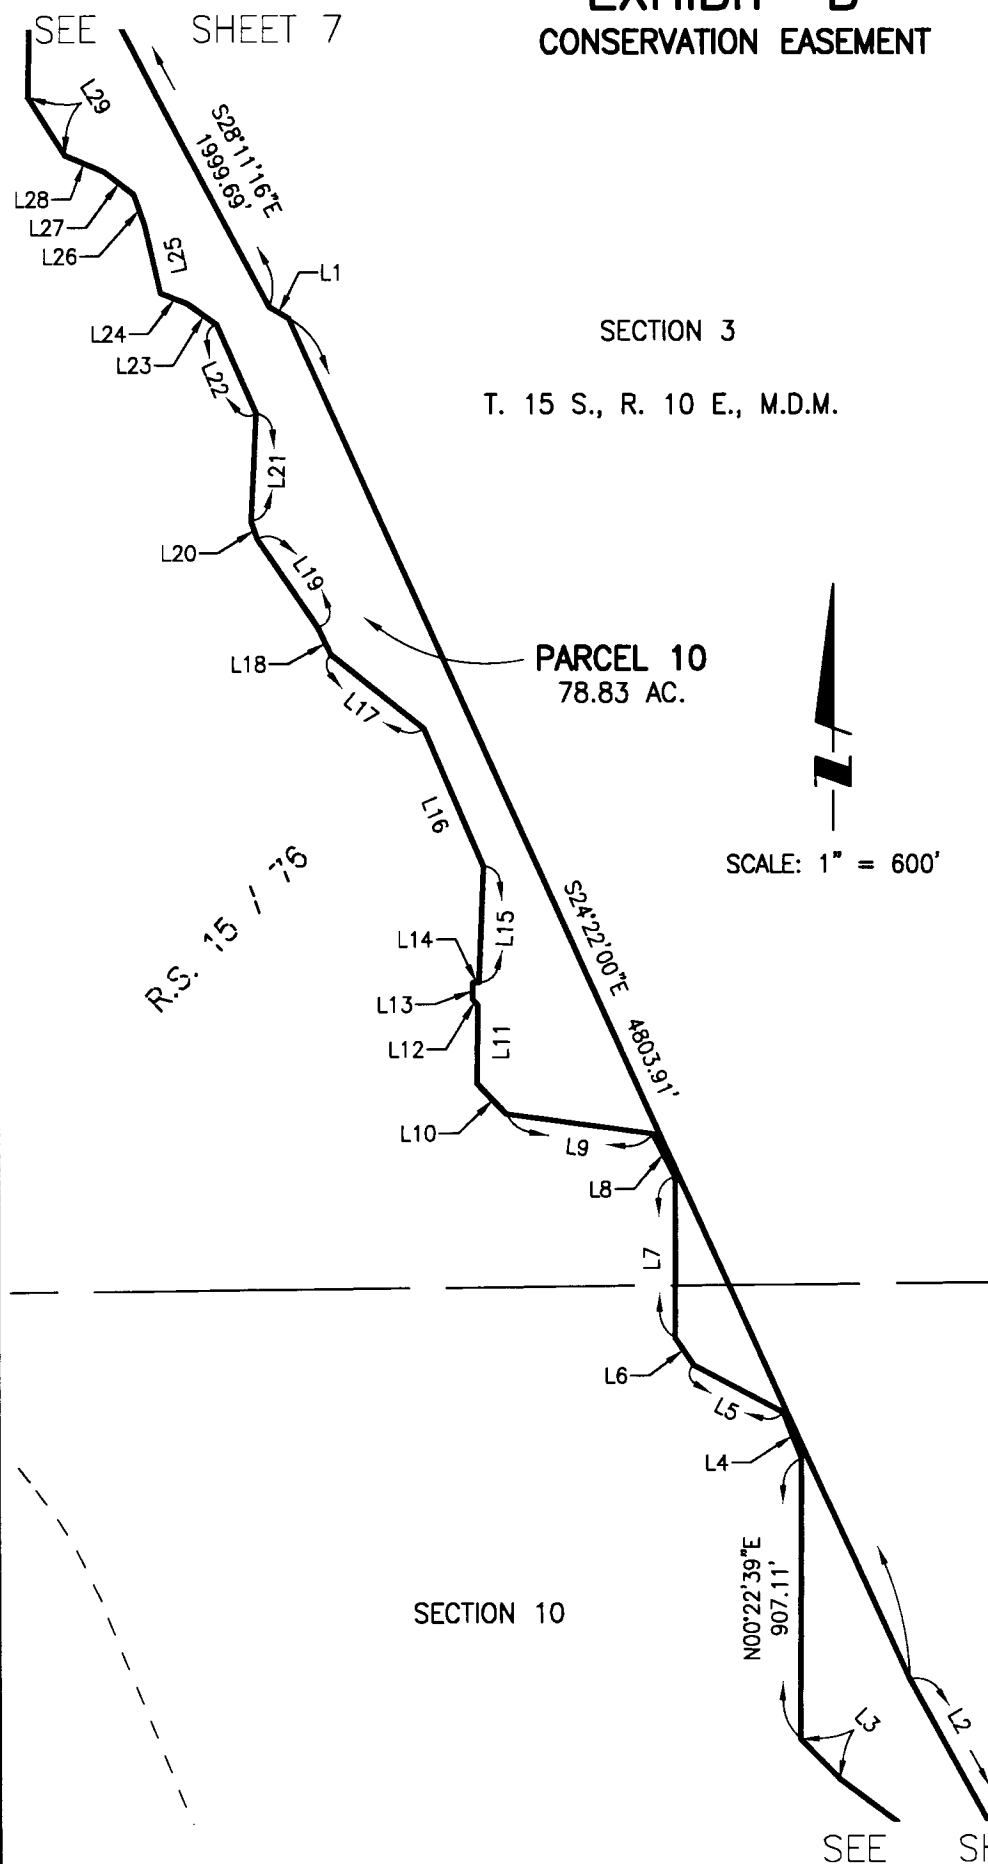 CONSERVATION EASEMENT
SEE SHEET 7
L29
S28°11'16"E
1999.69'
L28
L27
L26
L25
L1
L24
L23
L22
SECTION 3
T. 15 S., R. 10 E., M.D.M.
L21
L20
L19
L18
PARCEL 10
78.83 AC.
L17
L16
SCALE: 1" = 600'
R.S. 15 / 76
S24°22'00"E 4803.91'
L15
L14
L13
L12
L11
L10
L9
L8
L7
L6
L5
L4
N00°22'39"E
907.11'
SECTION 10
L3
L2
SEE